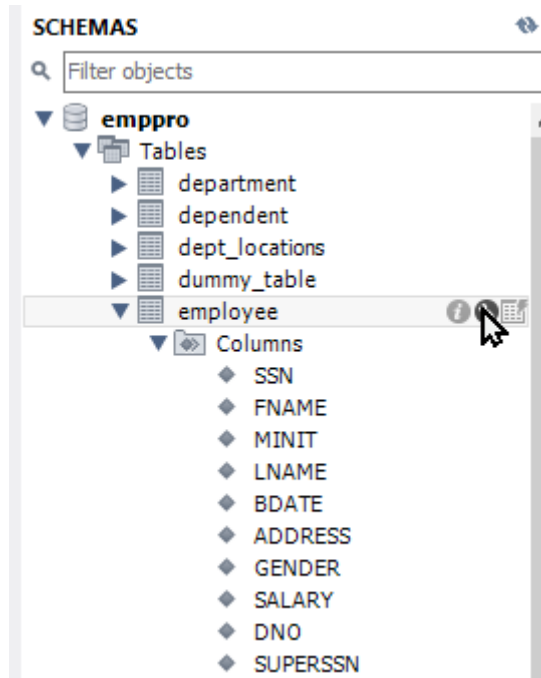 SCHEMAS
Filter objects
emppro
Tables
department
dependent
dept_locations
dummy_table
employee
Columns
SSN
FNAME
MINIT
LNAME
BDATE
ADDRESS
GENDER
SALARY
DNO
SUPERSSN